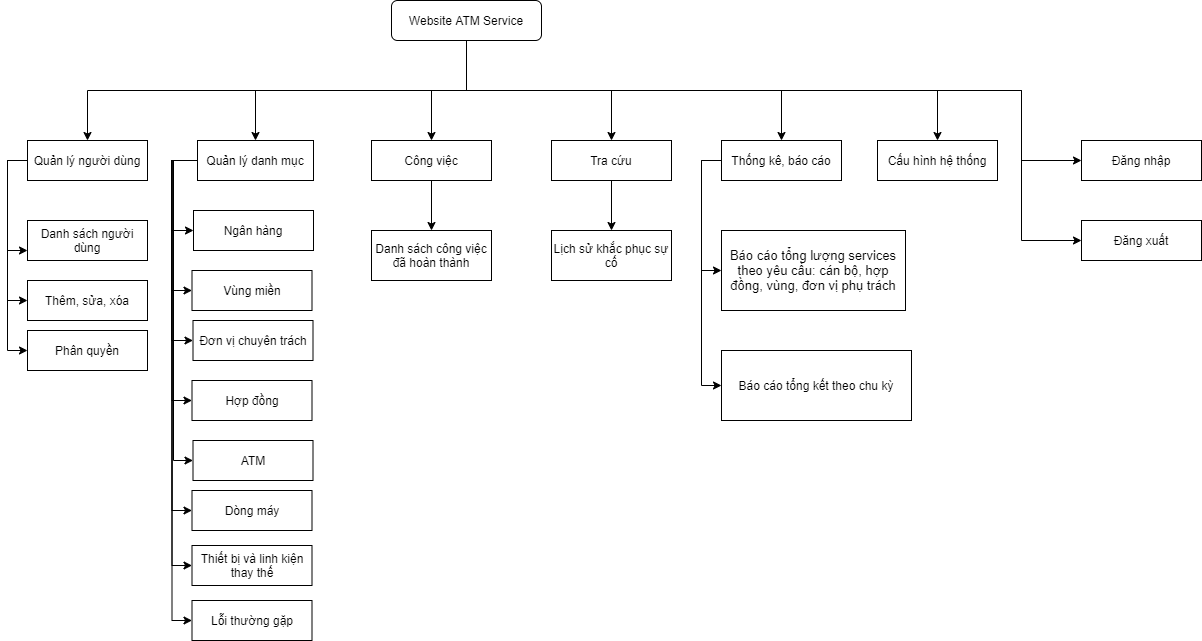 Website ATM Service
Quản lý người dùng
Quản lý danh mục
Công việc
Tra cứu
Thống kê, báo cáo
Cấu hình hệ thống
Đăng nhập
Đăng xuất
Danh sách người
dùng
Thêm, sửa, xóa
Phân quyền
Ngân hàng
Vùng miền
Đơn vị chuyên trách
Hợp đồng
ATM
Dòng máy
Thiết bị và linh kiện
thay thế
Lỗi thường gặp
Danh sách công việc
đã hoàn thành
Lịch sử khắc phục sự
cố
Báo cáo tổng lượng services
theo yêu cầu: cán bộ, hợp
đồng, vùng, đơn vị phụ trách
Báo cáo tổng kết theo chu kỳ